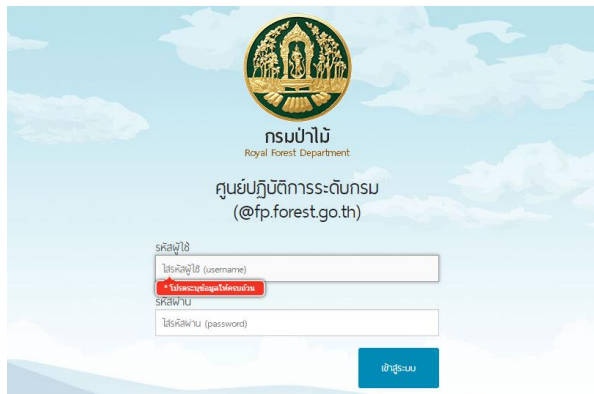 กรมป่าไม้
Royal Forest Department
ศูนย์ปฏิบัติการระดับกรม
(@fp.forest.go.th)
รหัสผู้ใช้
ใส่รหัสผู้ใช้ (username)
* โปรดระบุข้อมูลให้ครบถ้วน
รหัสผ่าน
ใส่รหัสผ่าน (password)
เข้าสู่ระบบ